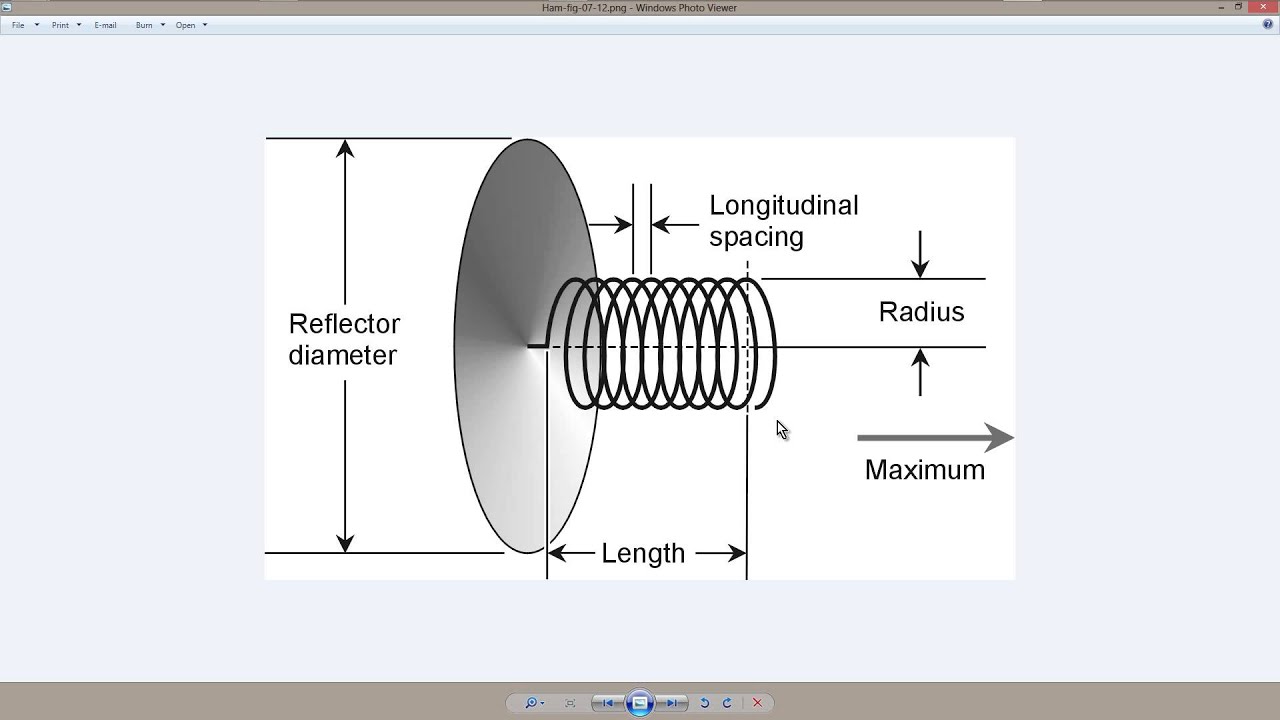 Ham-fig-07-12.png - Windows Photo Viewer
File Print E-mail Burn Open
Longitudinal
spacing
Radius
Reflector
diameter
Maximum
Length